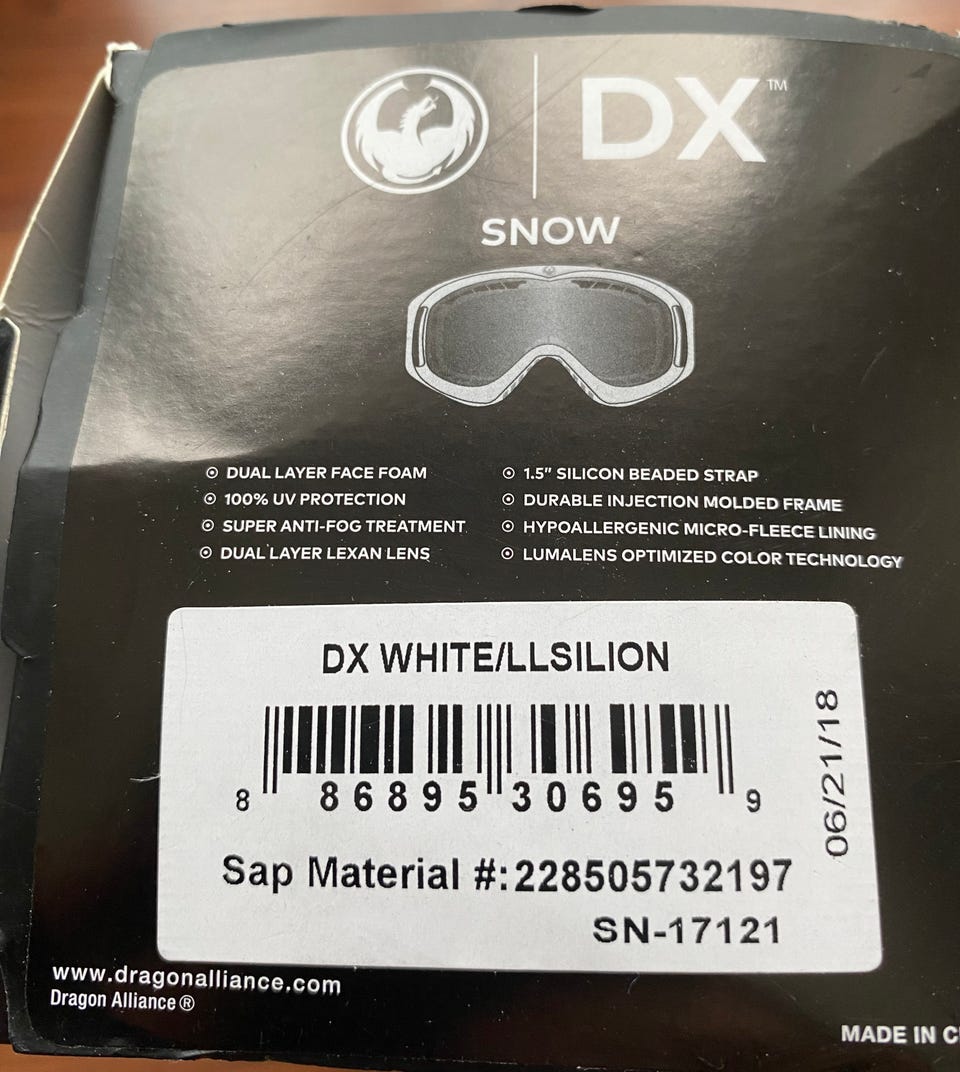 DX™
SNOW
DUAL LAYER FACE FOAM
100% UV PROTECTION
SUPER ANTI-FOG TREATMENT
DUAL LAYER LEXAN LENS
1.5" SILICON BEADED STRAP
DURABLE INJECTION MOLDED FRAME
HYPOALLERGENIC MICRO-FLEECE LINING
LUMALENS OPTIMIZED COLOR TECHNOLOGY
DX WHITE/LLSILION
8 86895 30695 9
06/21/18
Sap Material #:228505732197
SN-17121
www.dragonalliance.com
Dragon Alliance®
MADE IN